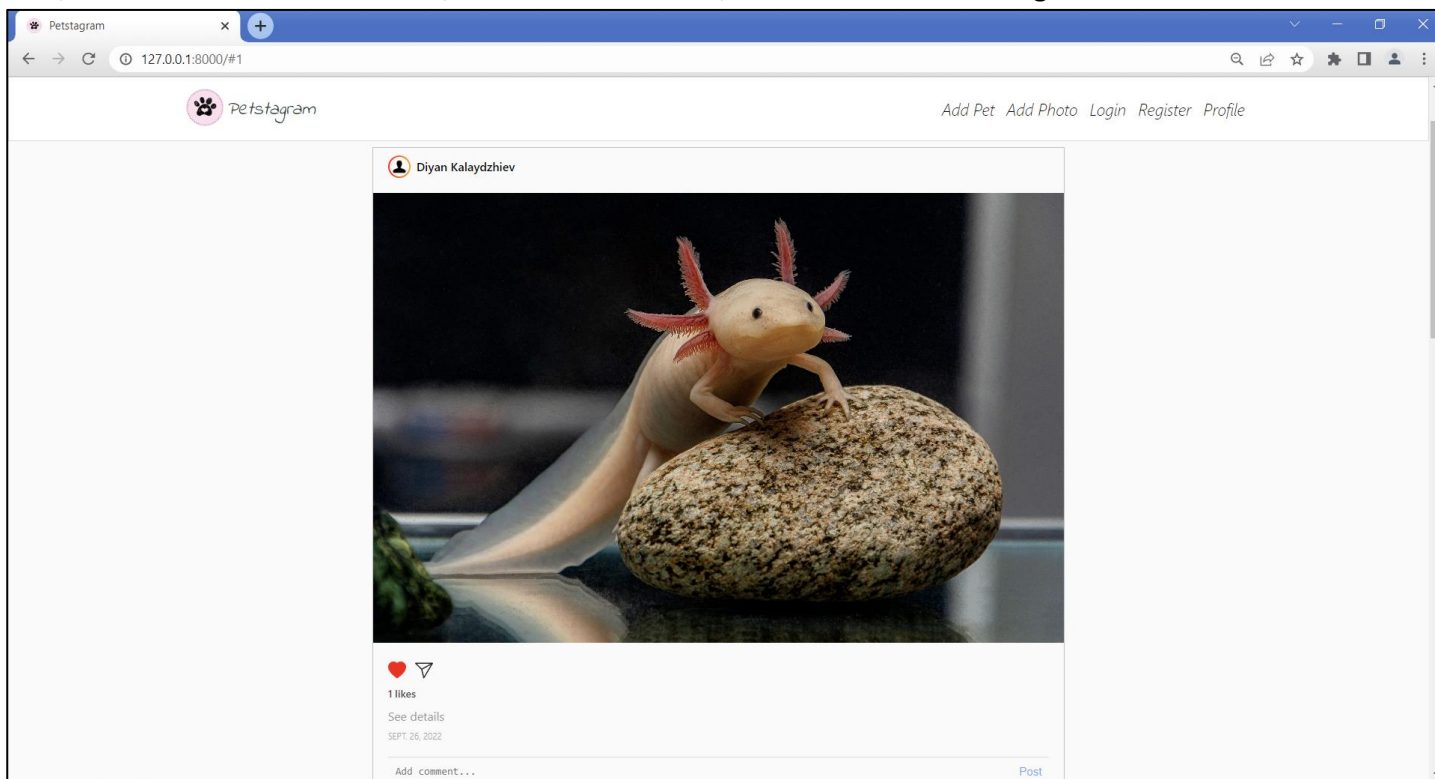 Petstagram
127.0.0.1:8000/#1
Petstagram Add Pet Add Photo Login Register Profile
Diyan Kalaydzhiev
1 likes
See details
SEPT. 26, 2022
Add comment... Post